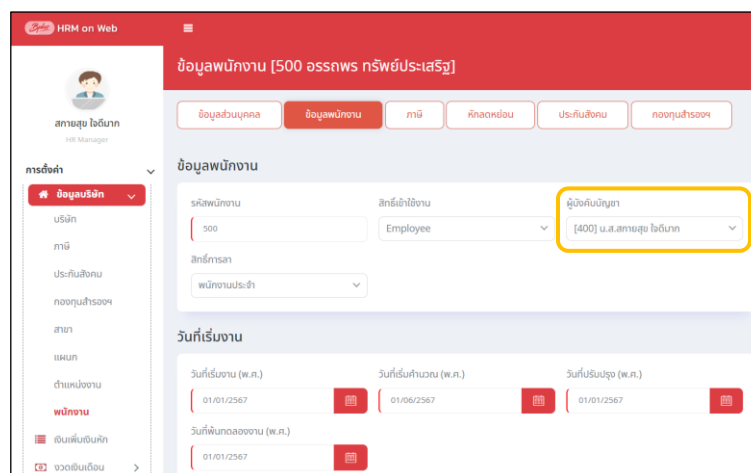 HRM on Web
ข้อมูลพนักงาน [500 อรรถพร ทรัพย์ประเสริฐ]
สกายสุข ใจดีมาก
HR Manager
ข้อมูลส่วนบุคคล
ข้อมูลพนักงาน
ภาษี
หักลดหย่อน
ประกันสังคม
กองทุนสำรองฯ
การตั้งค่า
ข้อมูลบริษัท
บริษัท
ภาษี
ประกันสังคม
กองทุนสำรองฯ
สาขา
แผนก
ตำแหน่งงาน
พนักงาน
เงินเพิ่มเงินหัก
งวดเงินเดือน
ข้อมูลพนักงาน
รหัสพนักงาน
สิทธิ์เข้าใช้งาน
ผู้บังคับบัญชา
500
Employee
[400] น.ส.สกายสุข ใจดีมาก
สิทธิ์การลา
พนักงานประจำ
วันที่เริ่มงาน
วันที่เริ่มงาน (พ.ศ.)
วันที่เริ่มคำนวณ (พ.ศ.)
วันที่ปรับปรุง (พ.ศ.)
01/01/2567
01/06/2567
01/01/2567
วันที่พ้นทดลองงาน (พ.ศ.)
01/01/2567